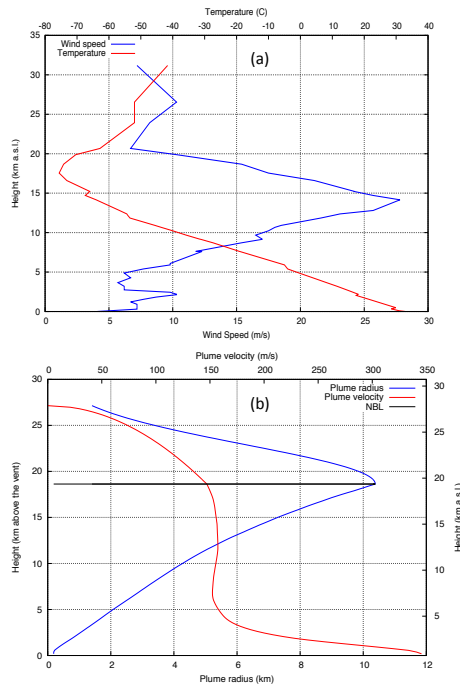 Temperature (C)
-80 -70 -60 -50 -40 -30 -20 -10 0 10 20 30 40
Wind speed
Temperature
(a)
35
30
25
20
15
10
5
0
Height (km a.s.l.)
0 5 10 15 20 25 30
Wind Speed (m/s)
Plume velocity (m/s)
0 50 100 150 200 250 300 350
Plume radius
Plume velocity
NBL
(b)
30
25
20
15
10
5
0
Height (km above the vent)
25
20
15
10
5
Height (km a.s.l.)
0 2 4 6 8 10 12
Plume radius (km)